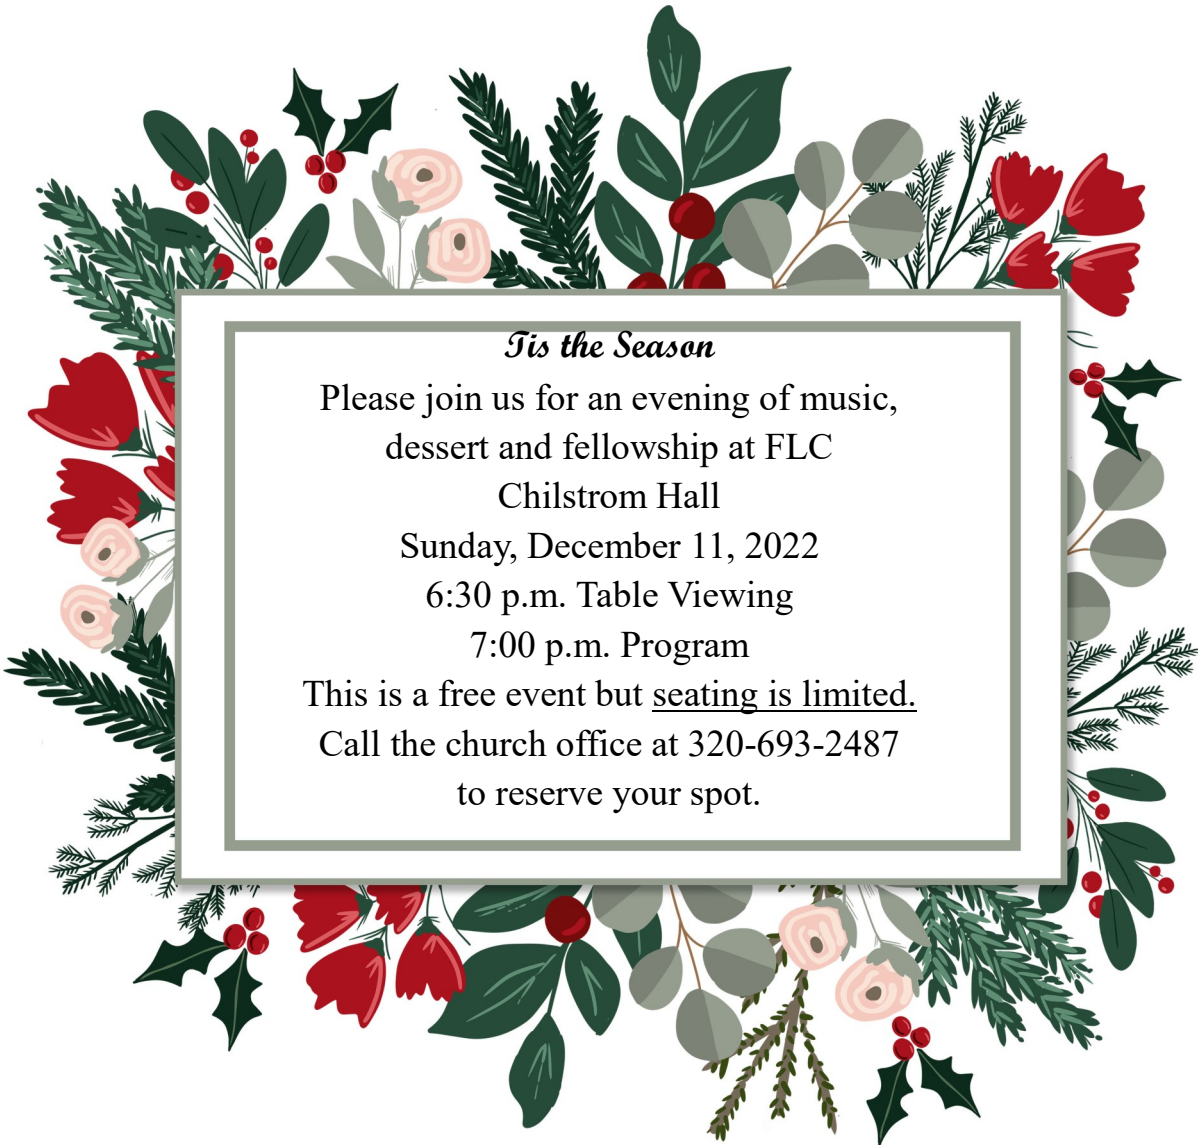 Tis the Season
Please join us for an evening of music,
dessert and fellowship at FLC
Chilstrom Hall
Sunday, December 11, 2022
6:30 p.m. Table Viewing
7:00 p.m. Program
This is a free event but seating is limited.
Call the church office at 320-693-2487
to reserve your spot.